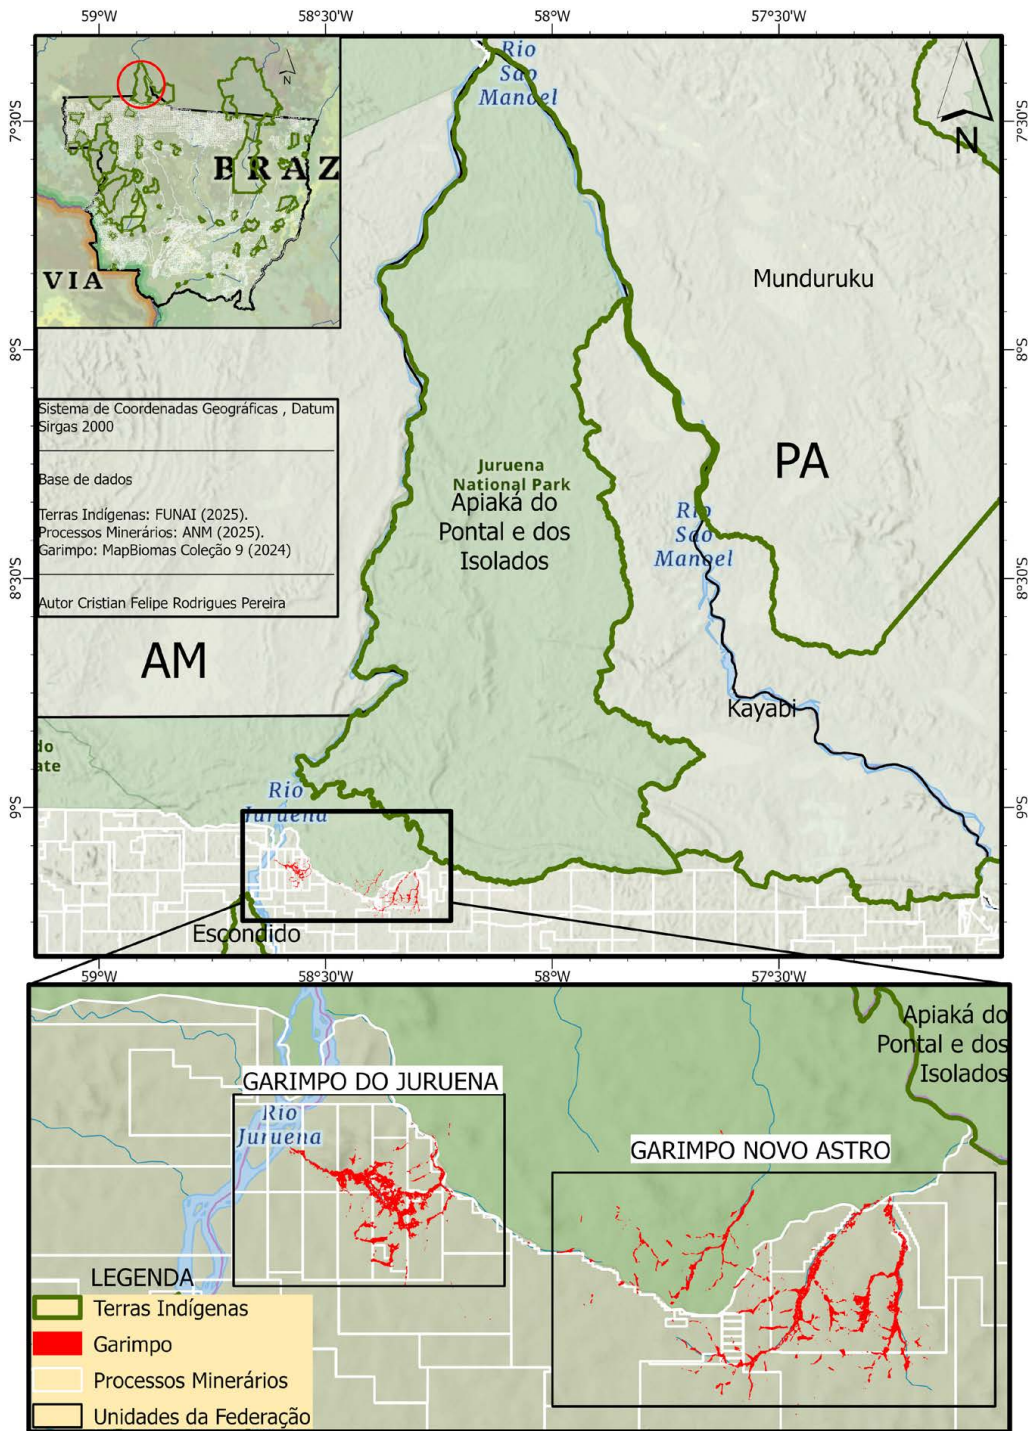 59°W
58°30'W
58°W
57°30'W
7°30'S
7°30'S
8°S
8°S
8°30'S
8°30'S
9°S
9°S
N
BRAZ
VIA
Rio
São
Manoel
N
Munduruku
Sistema de Coordenadas Geográficas , Datum
Sirgas 2000
Base de dados
Terras Indígenas: FUNAI (2025).
Processos Minerários: ANM (2025).
Garimpo: MapBiomas Coleção 9 (2024)
Autor Cristian Felipe Rodrigues Pereira
Juruena
National Park
Apiaká do
Pontal e dos
Isolados
PA
Rio
São
Manoel
AM
Kayabi
do
ate
Rio
Juruena
Escondido
59°W
58°30'W
58°W
57°30'W
Apiaká do
Pontal e dos
Isolados
GARIMPO DO JURUENA
Rio
Juruena
GARIMPO NOVO ASTRO
LEGENDA
Terras Indígenas
Garimpo
Processos Minerários
Unidades da Federação